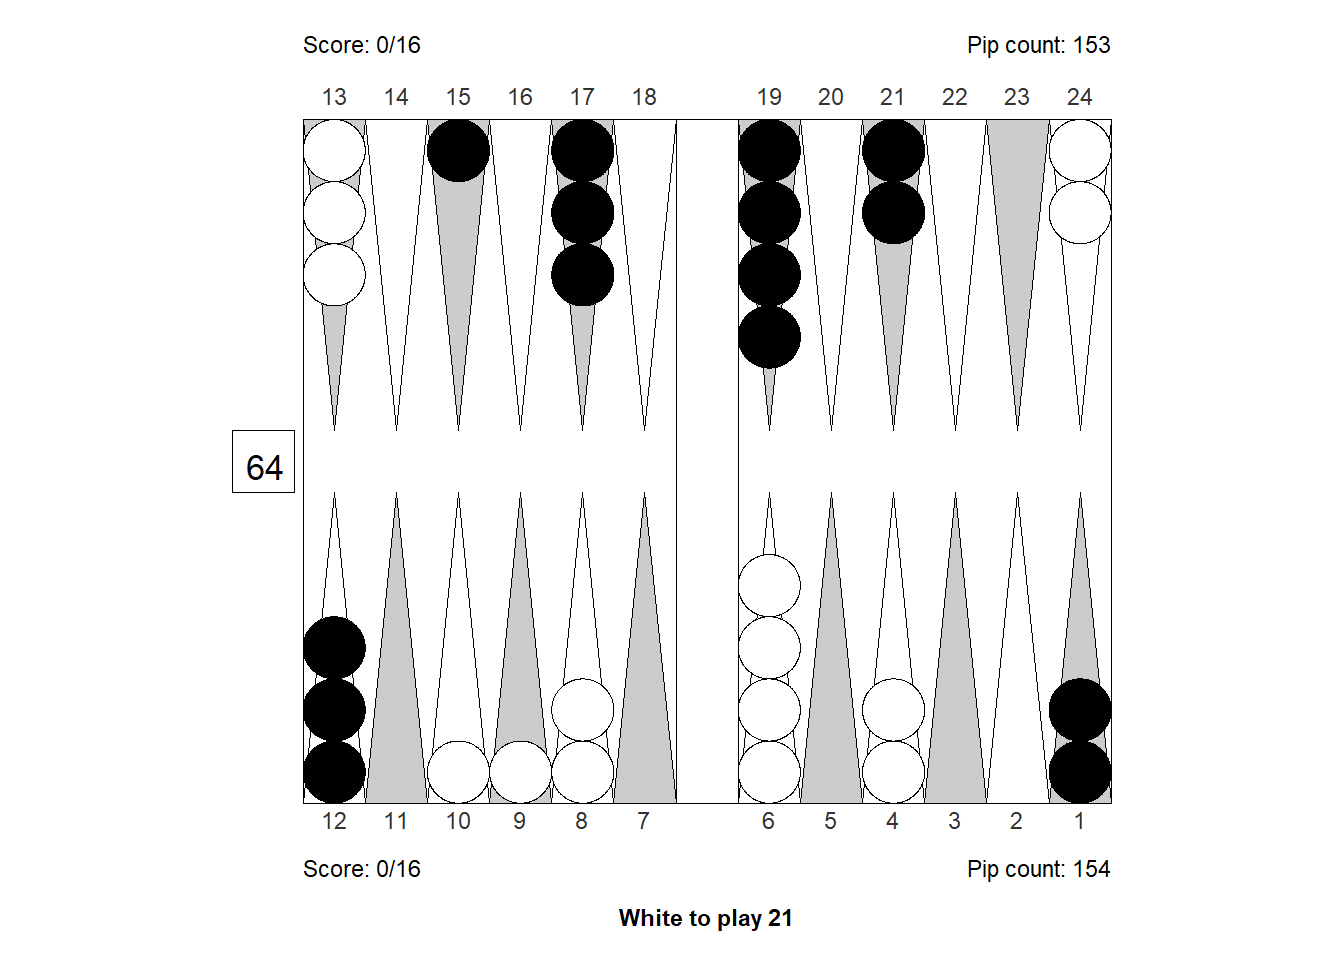 Score: 0/16 Pip count: 153
13 14 15 16 17 18 19 20 21 22 23 24
64
12 11 10 9 8 7 6 5 4 3 2 1
Score: 0/16 Pip count: 154
White to play 21